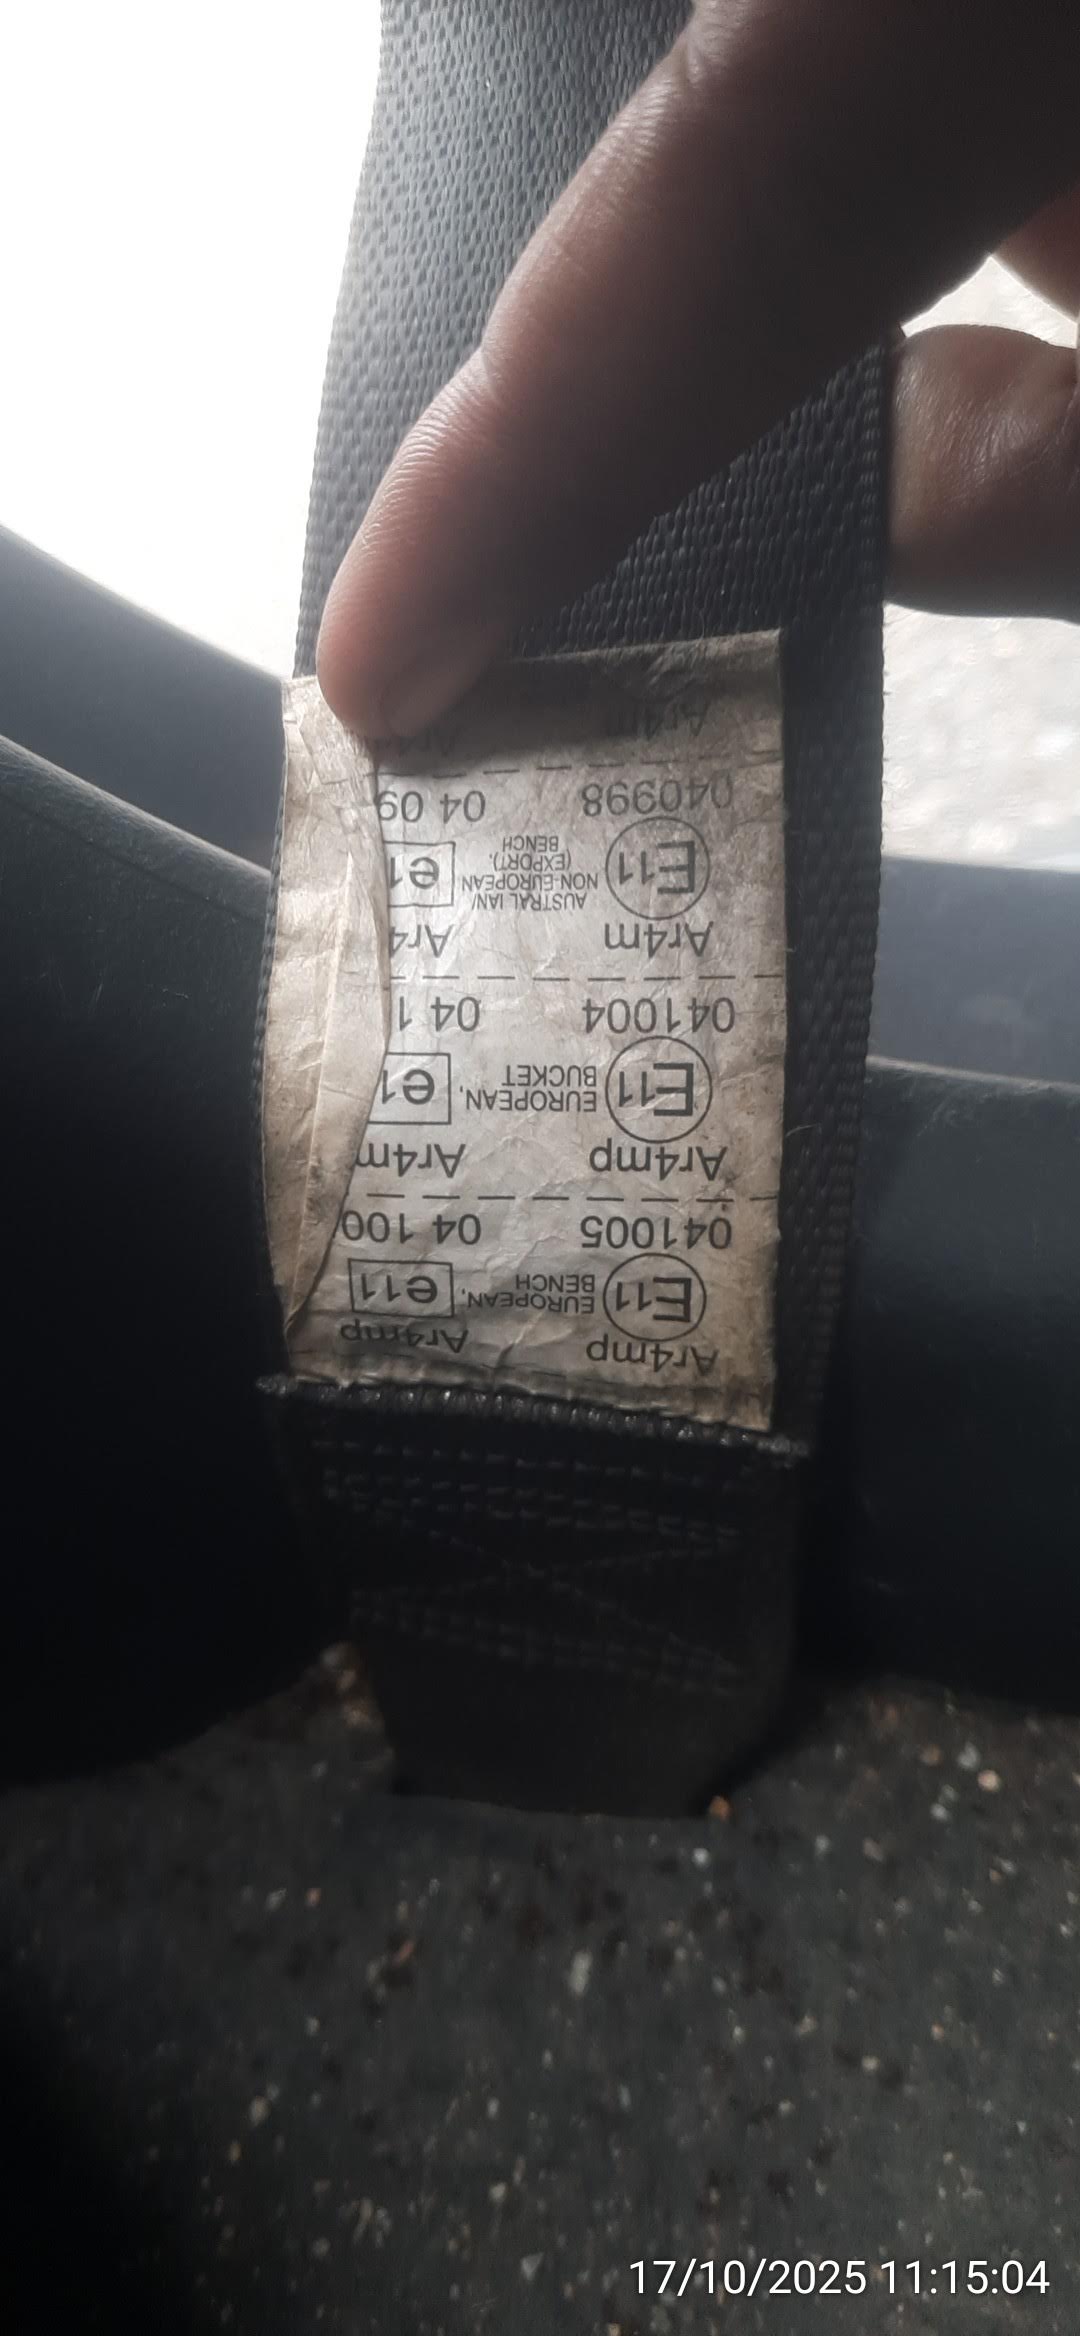 Ar4mp Ar4mp
E11 EUROPEAN, e11
BENCH
041005 04 100
Ar4mp Ar4m
E11 EUROPEAN, e1
BUCKET
041004 04 1
Ar4m Ar4
AUSTRALIAN/
E11 NON-EUROPEAN e1
(EXPORT).
BENCH
040998 04 09
Ar4m Ar4
17/10/2025 11:15:04